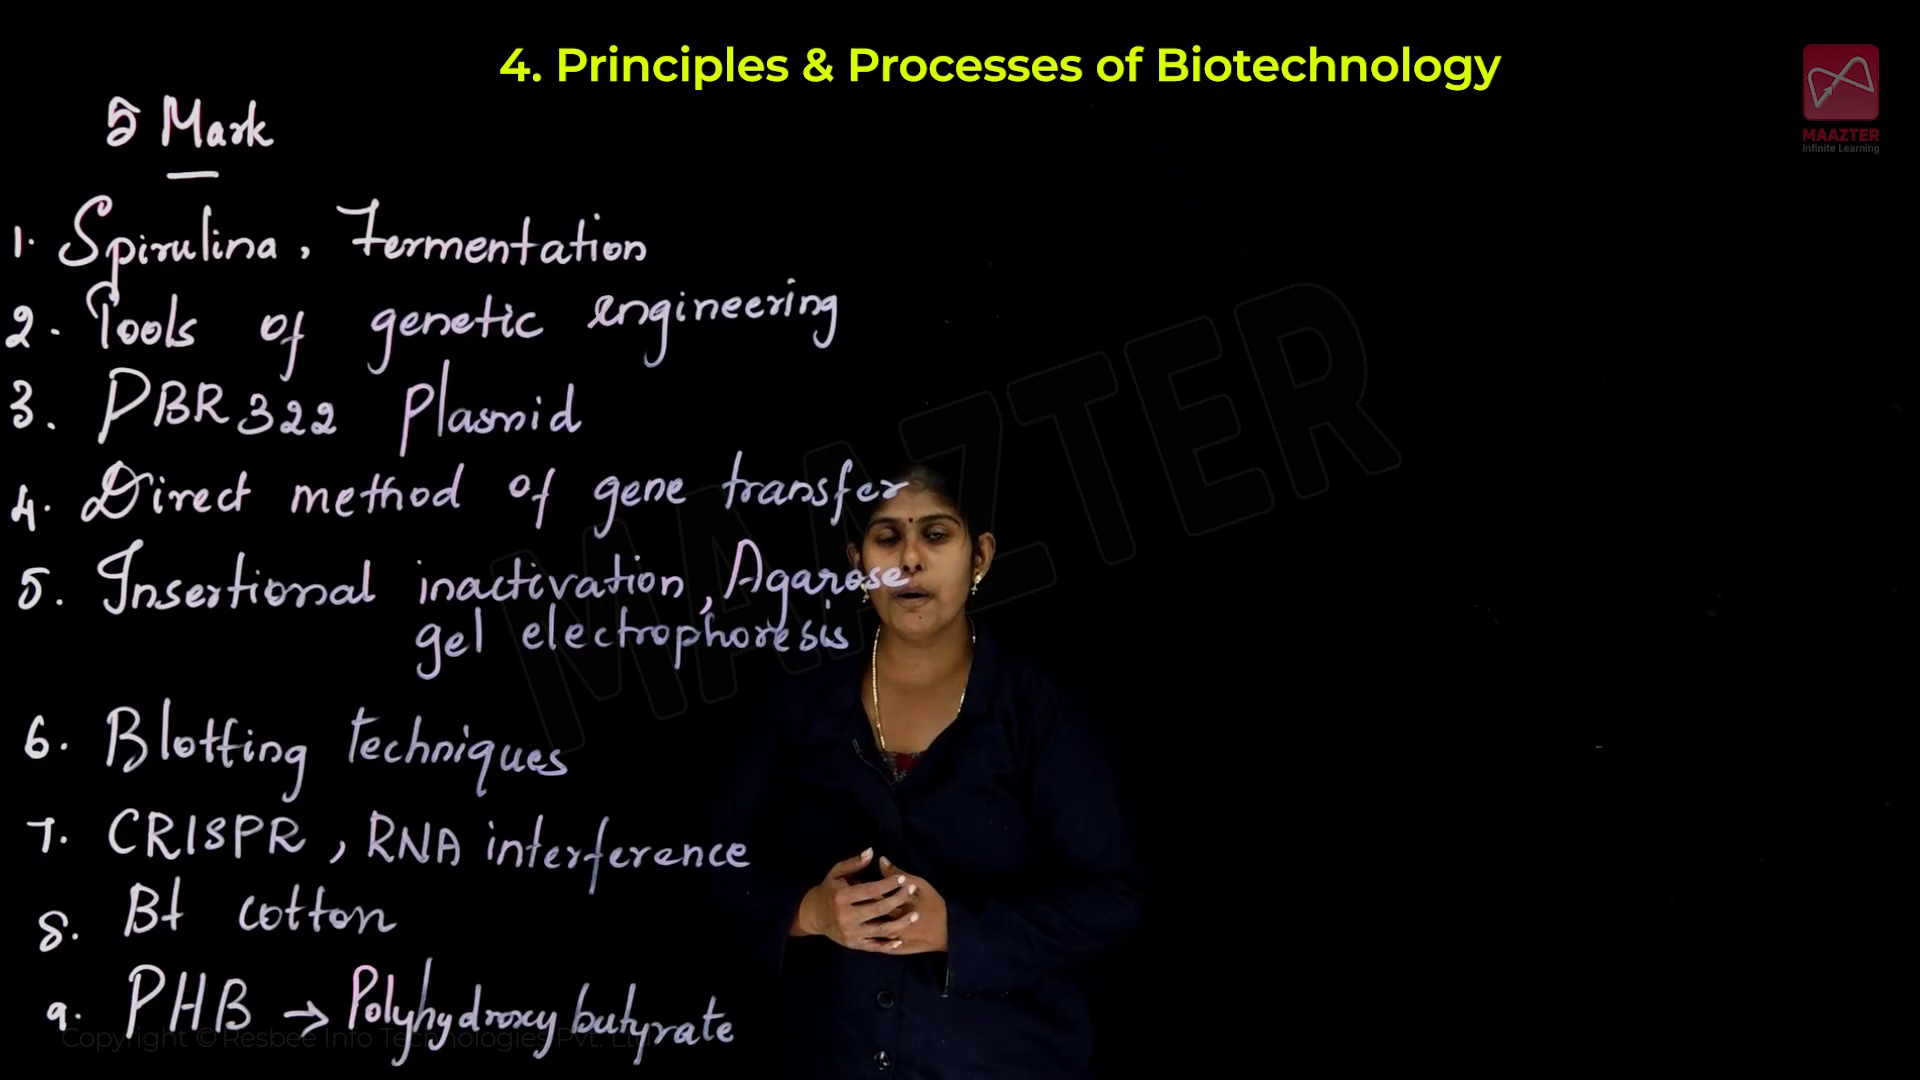 4. Principles & Processes of Biotechnology
MAAZTER
Infinite Learning
5 Mark
1. Spirulina, Fermentation
2. Tools of genetic engineering
3. PBR322 Plasmid
4. Direct method of gene transfer
5. Insertional inactivation, Agarose
gel electrophoresis
6. Blotting techniques
7. CRISPR, RNA interference
8. Bt cotton
9. PHB → Polyhydroxybutyrate
MAAZTER
Copyright © Resbee Info Technologies Pvt. Ltd